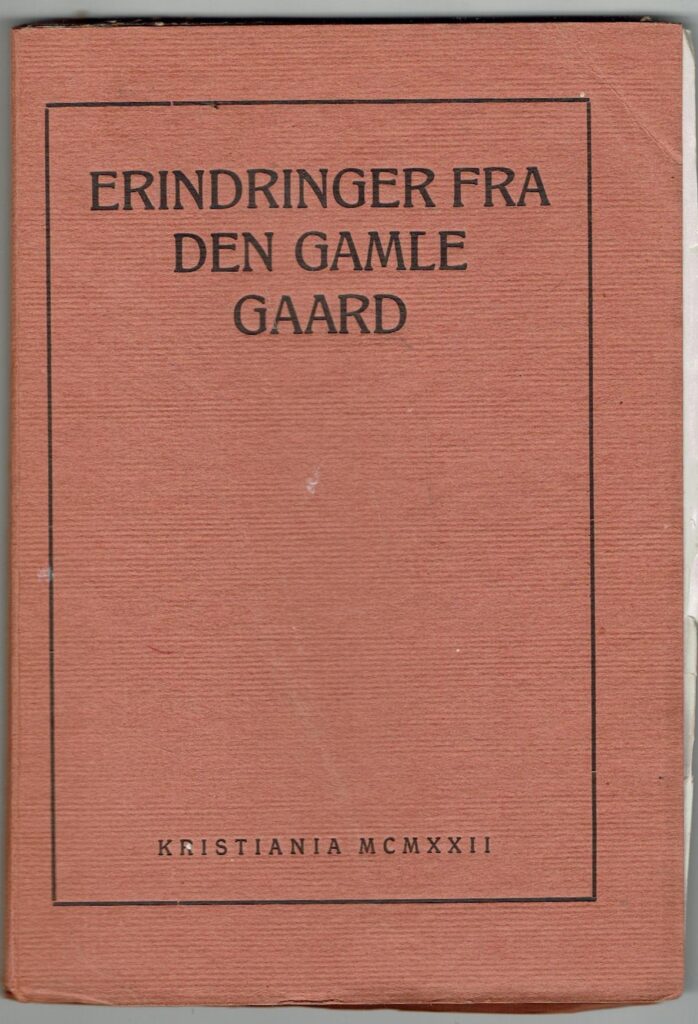 ERINDRINGER FRA
DEN GAMLE
GAARD
KRISTIANIA MCMXXII